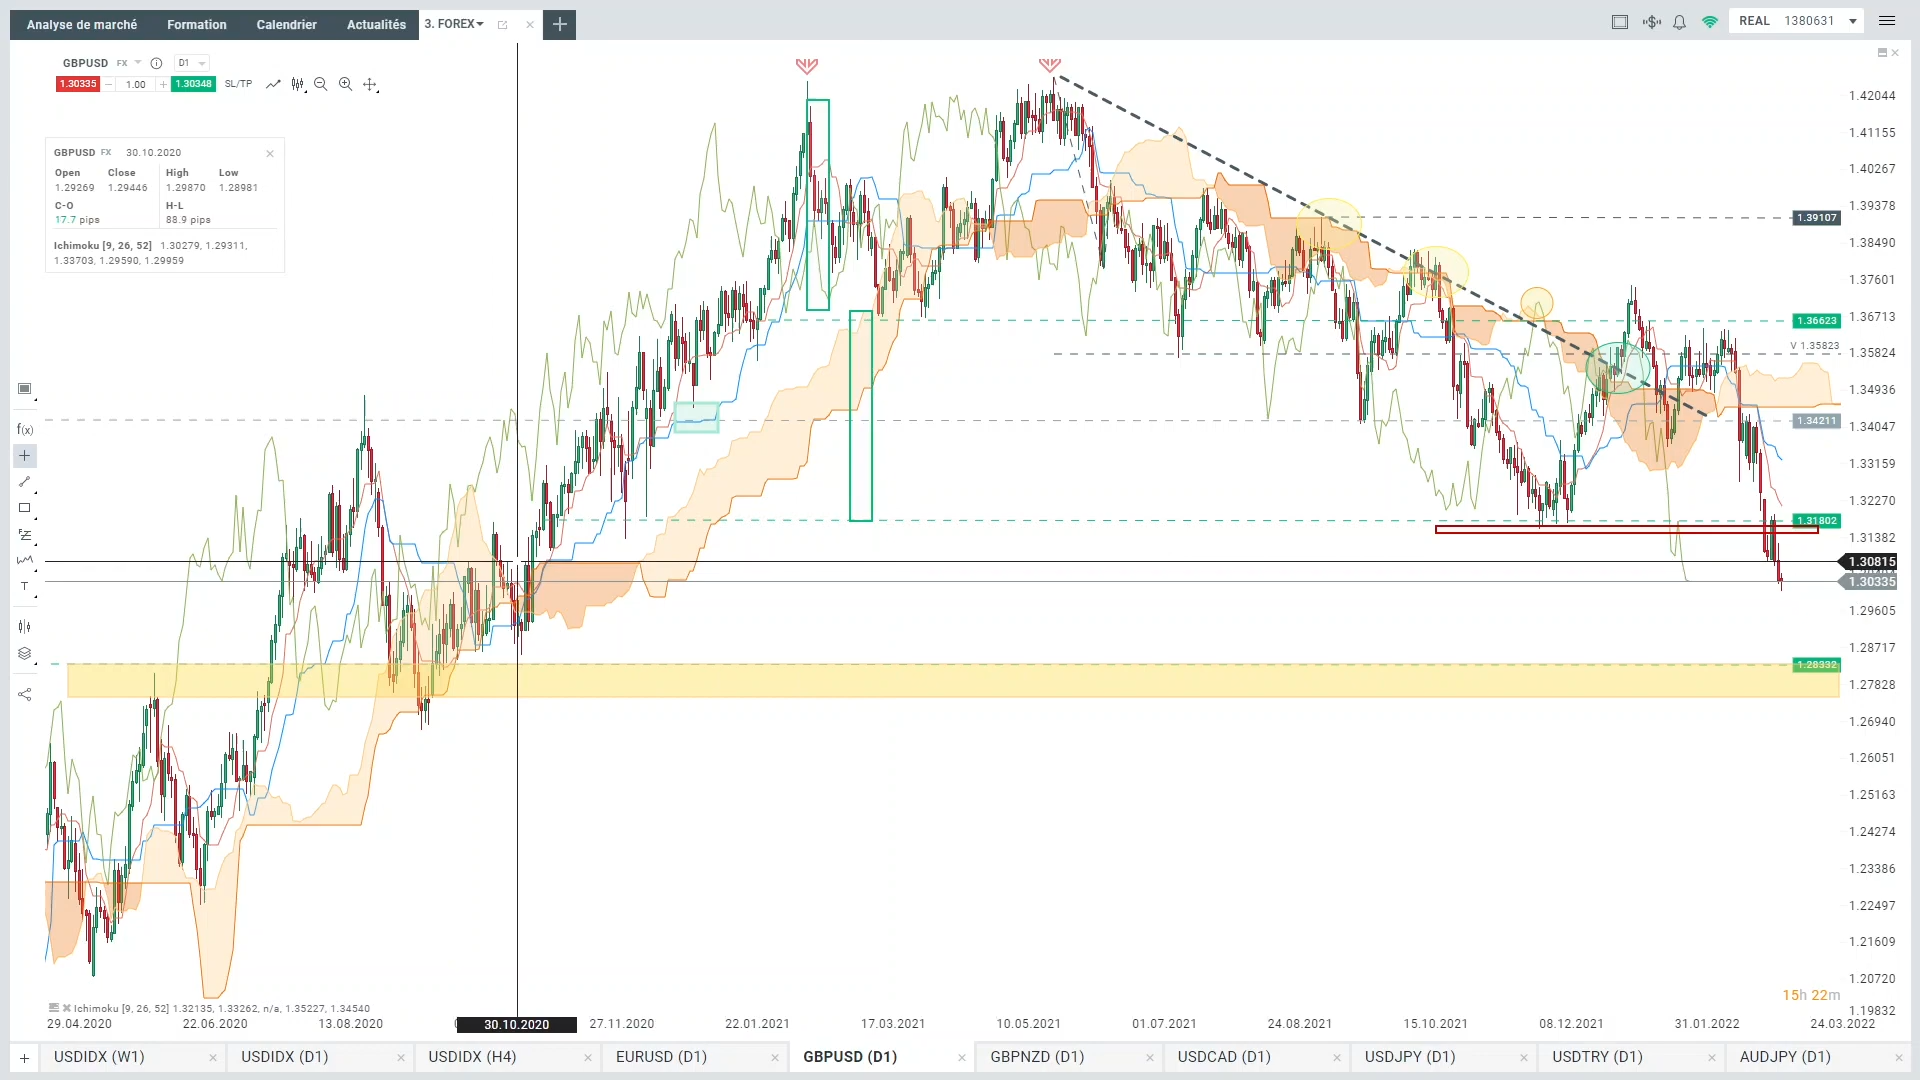 Analyse de marché Formation Calendrier Actualités 3. FOREX
REAL 1380631
GBPUSD FX D1
1.30335 1.00 1.30348 SL/TP
GBPUSD FX 30.10.2020
Open Close High Low
1.29269 1.29446 1.29870 1.28981
C-O H-L
17.7 pips 88.9 pips
Ichimoku [9, 26, 52] 1.30279, 1.29311,
1.33703, 1.29590, 1.29959
f(x)
T
1.42044
1.41155
1.40267
1.39378
1.39107
1.38490
1.37601
1.36713
1.36623
V 1.35823
1.35824
1.34936
1.34211
1.34047
1.33159
1.32270
1.31802
1.31382
1.30815
1.30335
1.29605
1.28717
1.28332
1.27828
1.26940
1.26051
1.25163
1.24274
1.23386
1.22497
1.21609
1.20720
15h 22m
1.19832
Ichimoku [9, 26, 52] 1.32135, 1.33262, n/a, 1.35227, 1.34540
29.04.2020 22.06.2020 13.08.2020 30.10.2020 27.11.2020 22.01.2021 17.03.2021 10.05.2021 01.07.2021 24.08.2021 15.10.2021 08.12.2021 31.01.2022 24.03.2022
USDIDX (W1) USDIDX (D1) USDIDX (H4) EURUSD (D1) GBPUSD (D1) GBPNZD (D1) USDCAD (D1) USDJPY (D1) USDTRY (D1) AUDJPY (D1)